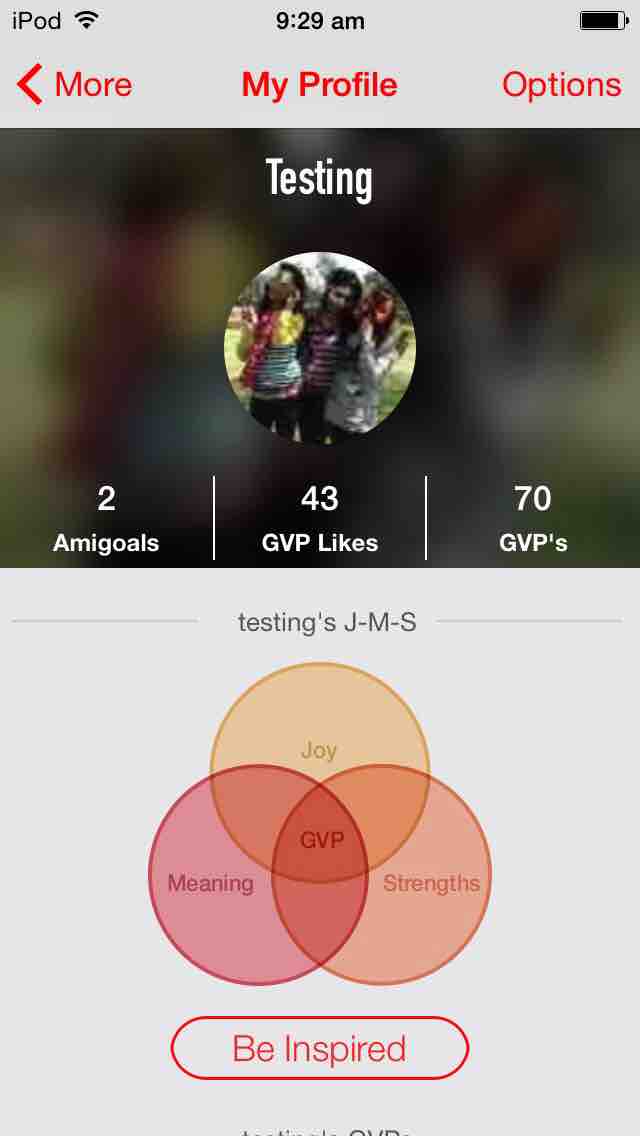 iPod 9:29 am
More My Profile Options
Testing
2 43 70
Amigoals GVP Likes GVP's
testing's J-M-S
Joy
GVP
Meaning Strengths
Be Inspired